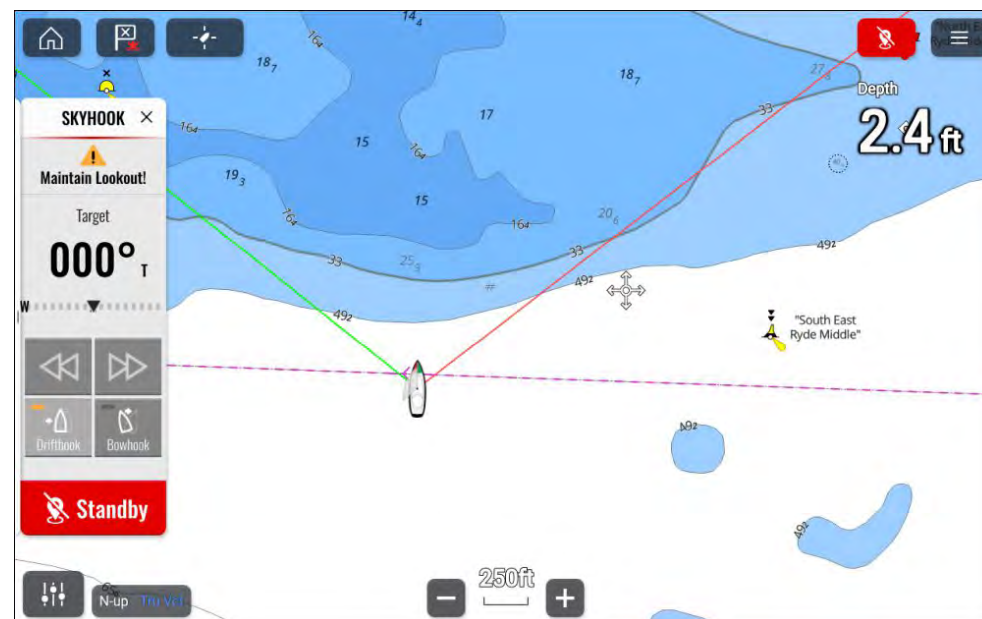 SKYHOOK
Maintain Lookout!
Target
000° T
W
Drifthook
Bowhook
Standby
N-up
250ft
Depth
2.4 ft
"South East
Ryde Middle"
14₄
16₄
18₇
18₇
27
33
17
16₄
16₄
15
19₃
15
16₄
16₄
20₆
25
33
33
49₂
49₂
49₂
49₂
49₂